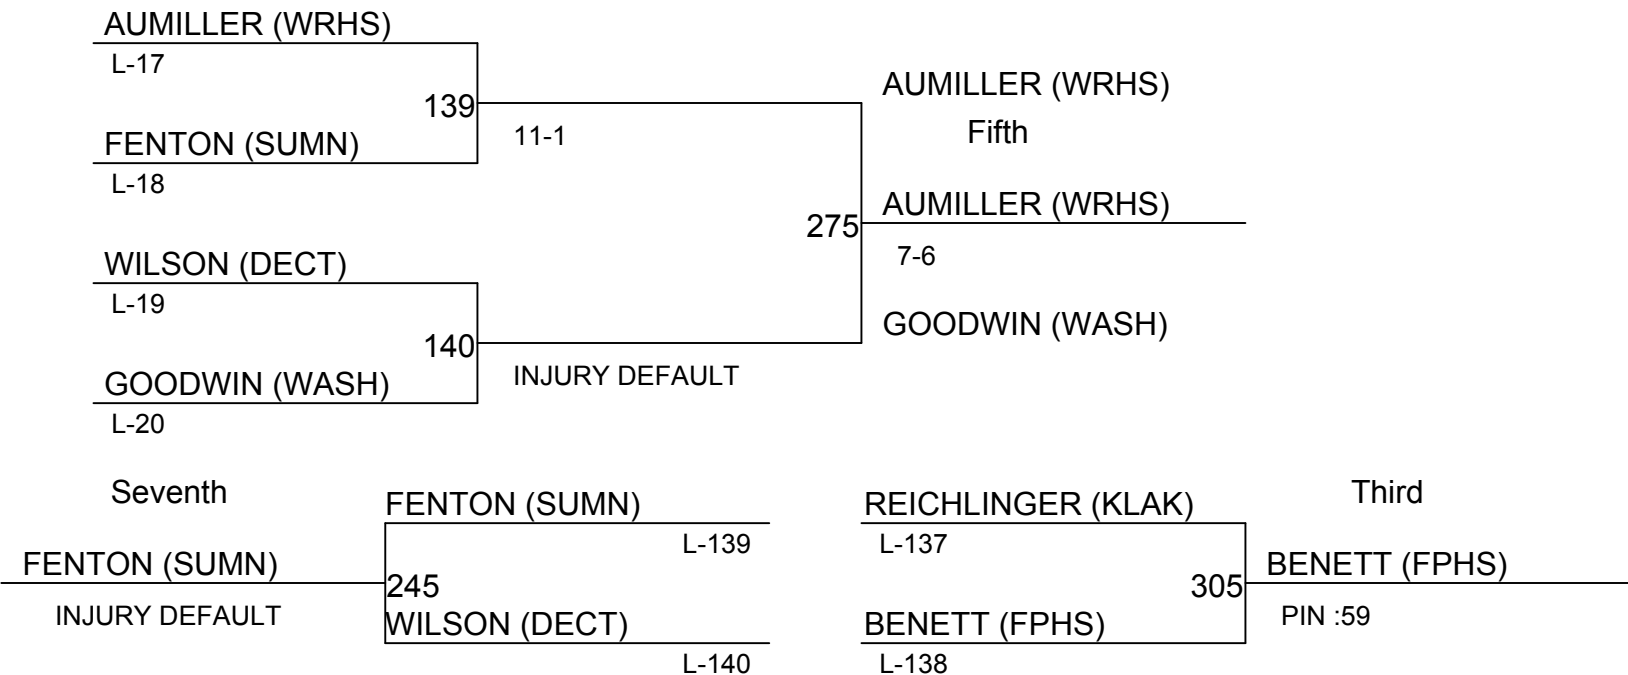 AUMILLER (WRHS)
L-17
139
FENTON (SUMN)
L-18
11-1
WILSON (DECT)
L-19
140
GOODWIN (WASH)
L-20
INJURY DEFAULT
AUMILLER (WRHS)
Fifth
275
AUMILLER (WRHS)
7-6
GOODWIN (WASH)
Seventh
FENTON (SUMN)
INJURY DEFAULT
FENTON (SUMN)
L-139
245
WILSON (DECT)
L-140
REICHLINGER (KLAK)
L-137
305
BENETT (FPHS)
L-138
Third
BENETT (FPHS)
PIN :59